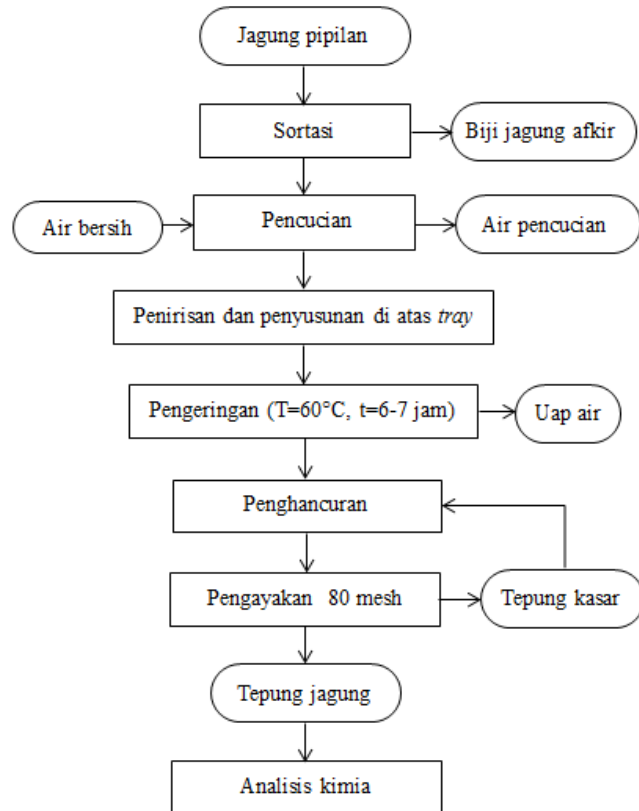 Jagung pipilan
Sortasi
Biji jagung afkir
Air bersih
Pencucian
Air pencucian
Penirisan dan penyusunan di atas tray
Pengeringan (T=60°C, t=6-7 jam)
Uap air
Penghancuran
Pengayakan 80 mesh
Tepung kasar
Tepung jagung
Analisis kimia